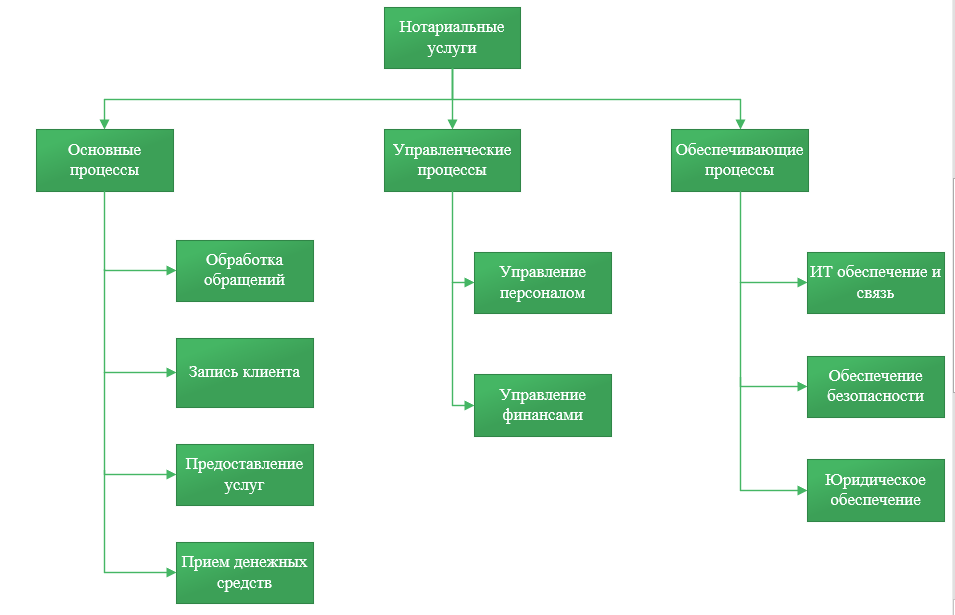 Нотариальные
услуги
Основные
процессы
Управленческие
процессы
Обеспечивающие
процессы
Обработка
обращений
Запись клиента
Предоставление
услуг
Прием денежных
средств
Управление
персоналом
Управление
финансами
ИТ обеспечение и
связь
Обеспечение
безопасности
Юридическое
обеспечение